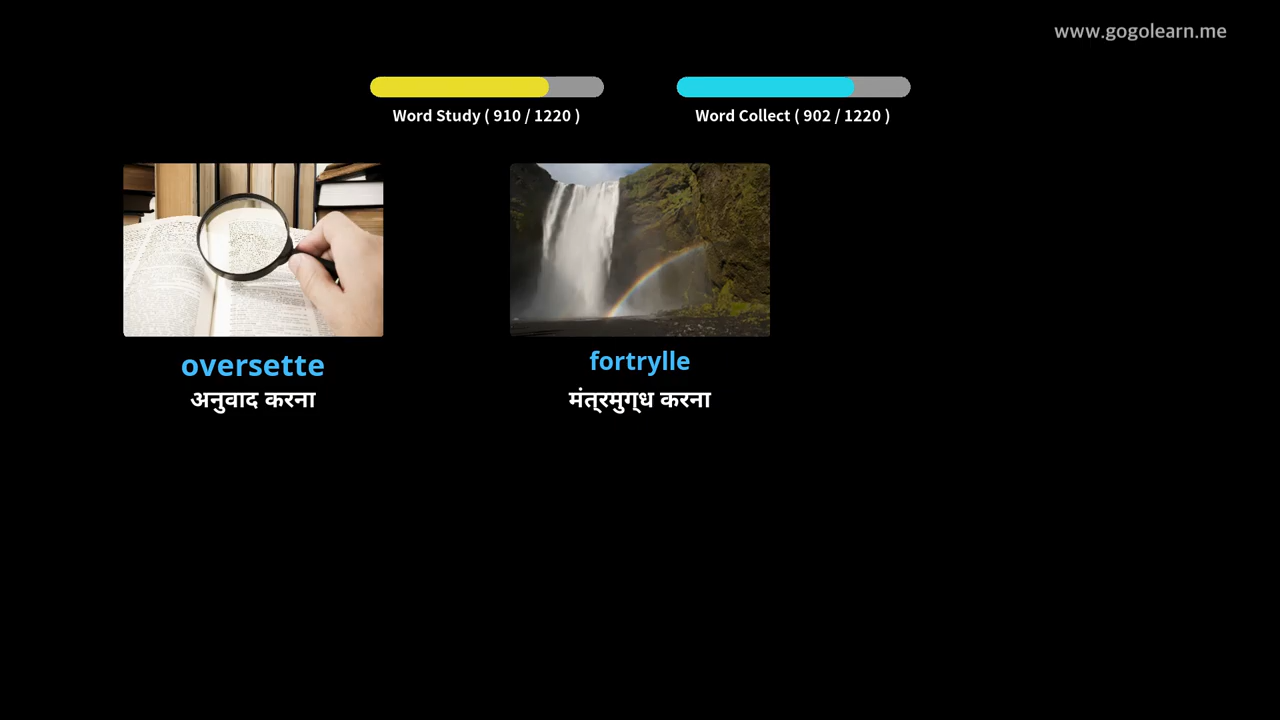 www.gogolearn.me
Word Study ( 910 / 1220 )
Word Collect ( 902 / 1220 )
oversette
अनुवाद करना
fortrylle
मंत्रमुग्ध करना